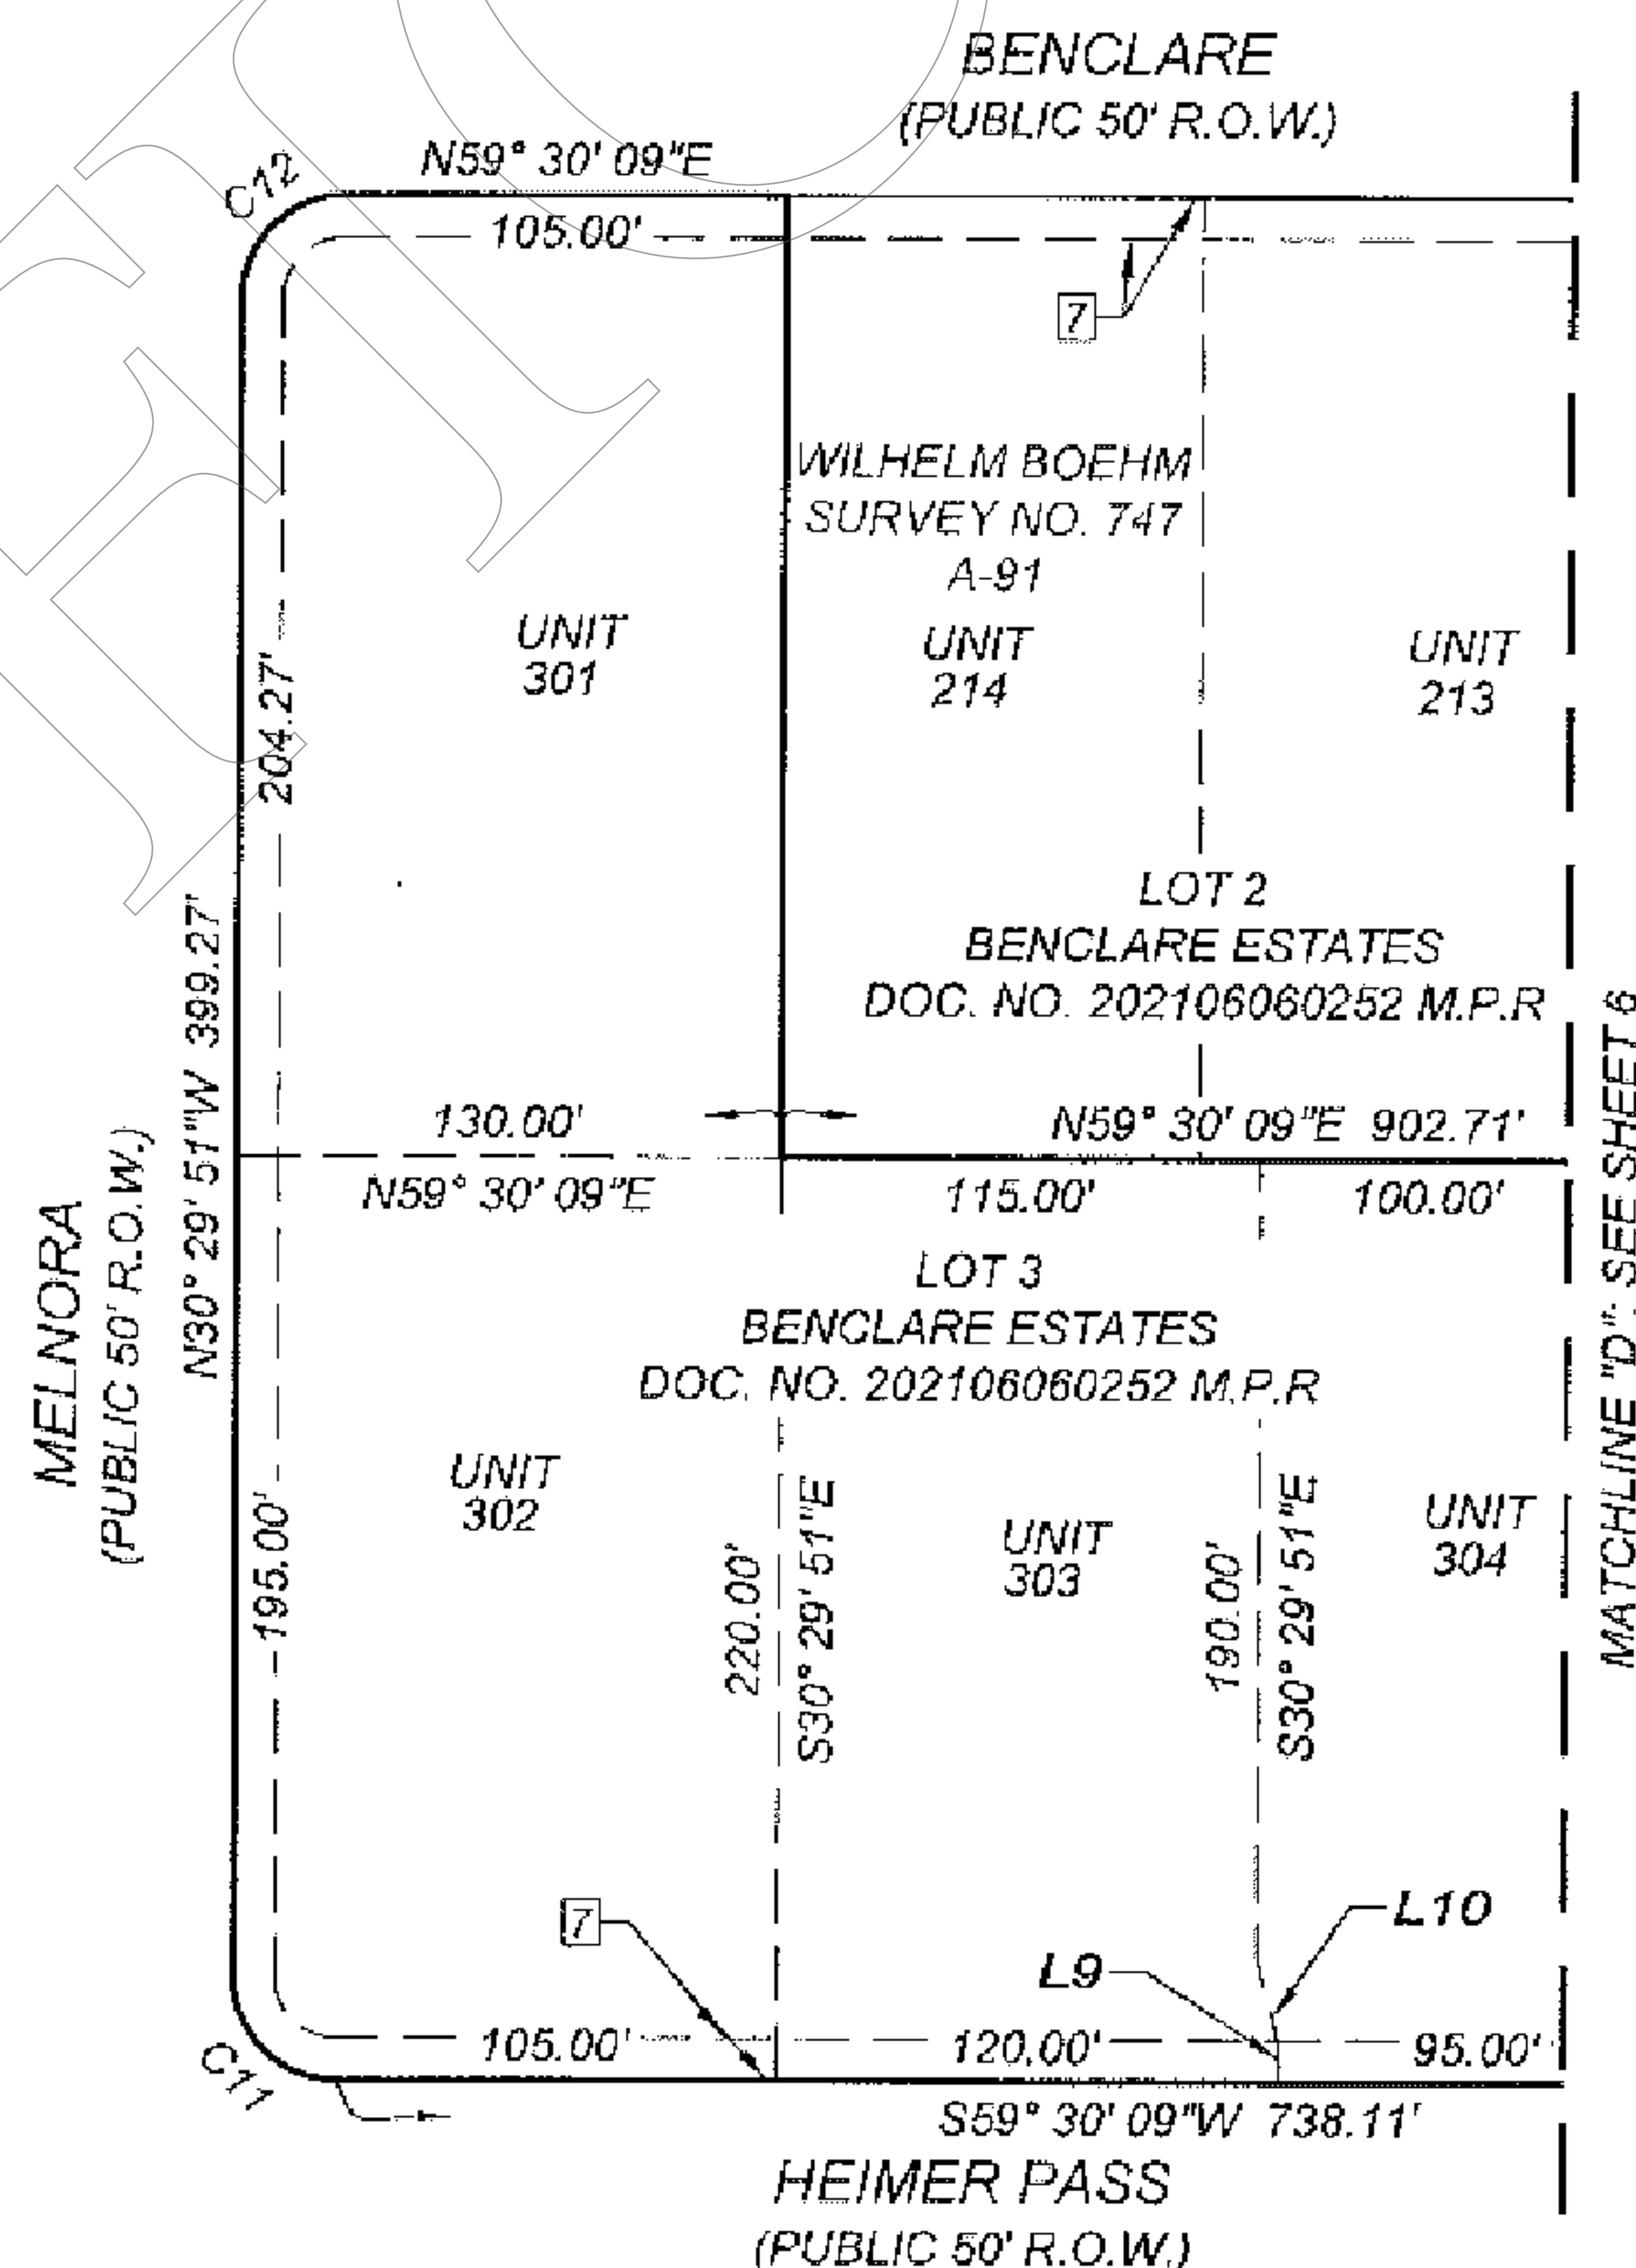 BENCLARE
(PUBLIC 50' R.O.W.)
N59° 30' 09"E
C12
105.00'
7
WILHELM BOEHM
SURVEY NO. 747
A-91
UNIT
301
UNIT
214
UNIT
213
204.27'
LOT 2
BENCLARE ESTATES
DOC. NO. 202106060252 M.P.R
N30° 29' 51"W 399.27'
130.00'
N59° 30' 09"E 902.71'
N59° 30' 09"E
115.00'
100.00'
MELNORA
(PUBLIC 50' R.O.W.)
MATCHLINE "D": SEE SHEET 6
LOT 3
BENCLARE ESTATES
DOC. NO. 202106060252 M.P.R
UNIT
302
195.00'
220.00'
S30° 29' 51"E
UNIT
303
190.00'
S30° 29' 51"E
UNIT
304
7
L10
L9
105.00'
120.00'
95.00'
C11
S59° 30' 09"W 738.11'
HEIMER PASS
(PUBLIC 50' R.O.W.)